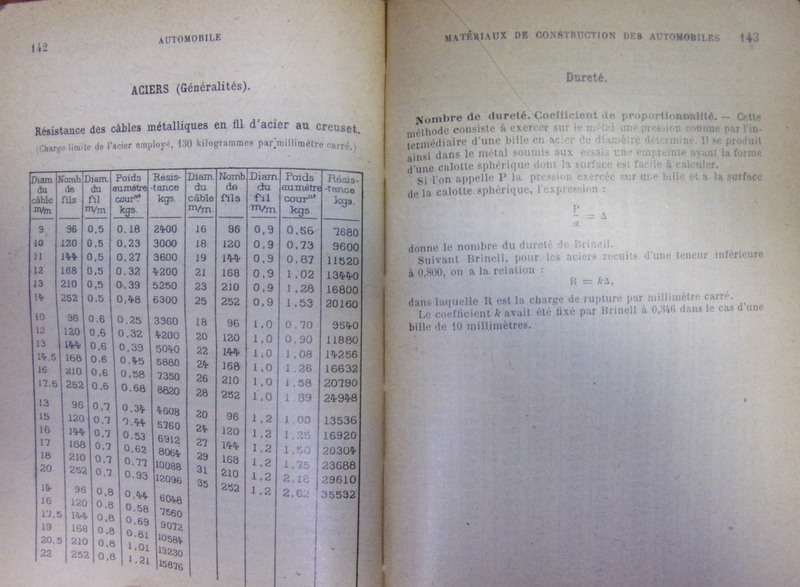 142
AUTOMOBILE
ACIERS (Généralités).
Résistance des câbles métalliques en fil d'acier au creuset.
(Charge limite de l'acier employé, 130 kilogrammes par millimètre carré.)
Diam. du câble m/m | Nomb. de fils | Diam. du fil m/m | Poids au mètre cour^nt kgs. | Résis-tance kgs. | Diam. du câble m/m. | Nomb. de fils | Diam. du fil m/m | Poids au mètre cour^nt kgs. | Résis-tance kgs.
9 | 96 | 0,5 | 0.18 | 2400 | 16 | 96 | 0,9 | 0,56 | 7680
10 | 120 | 0,5 | 0,23 | 3000 | 18 | 120 | 0,9 | 0,73 | 9600
11 | 144 | 0,5 | 0,27 | 3600 | 19 | 144 | 0,9 | 0,87 | 11520
12 | 168 | 0,5 | 0.32 | 4200 | 21 | 168 | 0,9 | 1,02 | 13440
13 | 210 | 0,5 | 0,39 | 5250 | 23 | 210 | 0,9 | 1,28 | 16800
14 | 252 | 0,5 | 0,48 | 6300 | 25 | 252 | 0,9 | 1,53 | 20160
10 | 96 | 0.6 | 0.25 | 3360 | 18 | 96 | 1,0 | 0,70 | 9540
12 | 120 | 0,6 | 0.32 | 4200 | 20 | 120 | 1,0 | 0,90 | 11880
13 | 144 | 0,6 | 0,39 | 5040 | 22 | 144 | 1,0 | 1,08 | 14256
14.5 | 168 | 0.6 | 0,45 | 5880 | 24 | 168 | 1,0 | 1.26 | 16632
16 | 210 | 0,6 | 0,58 | 7350 | 26 | 210 | 1,0 | 1,58 | 20790
17.5 | 252 | 0,6 | 0.68 | 8820 | 28 | 252 | 1,0 | 1.89 | 24948
13 | 96 | 0,7 | 0,34 | 4608 | 20 | 96 | 1.2 | 1,00 | 13536
15 | 120 | 0.7 | 0.44 | 5760 | 24 | 120 | 1.2 | 1,25 | 16920
16 | 144 | 0.7 | 0.53 | 6912 | 27 | 144 | 1.2 | 1,50 | 20304
17 | 168 | 0.7 | 0.62 | 8064 | 29 | 168 | 1.2 | 1,75 | 23688
18 | 210 | 0,7 | 0.77 | 10088 | 31 | 210 | 1.2 | 2.18 | 29610
20 | 252 | 0.7 | 0.93 | 12096 | 35 | 252 | 1.2 | 2.62 | 35532
14 | 96 | 0,8 | 0,44 | 6048
16 | 120 | 0.8 | 0.58 | 7560
17.5 | 144 | 0.8 | 0.69 | 9072
19 | 168 | 0.8 | 0.81 | 10584
20.5 | 210 | 0,8 | 1,01 | 13230
22 | 252 | 0,8 | 1.21 | 15876
MATÉRIAUX DE CONSTRUCTION DES AUTOMOBILES 143
Dureté.
Nombre de dureté. Coefficient de proportionnalité. — Cette
méthode consiste à exercer sur le métal une pression connue par l'in-
termédiaire d'une bille en acier de diamètre déterminé. Il se produit
ainsi dans le métal soumis aux essais une empreinte ayant la forme
d'une calotte sphérique dont la surface est facile à calculer.
Si l'on appelle P la pression exercée sur une bille et a la surface
de la calotte sphérique, l'expression :
P/a = Δ
donne le nombre du dureté de Brinell.
Suivant Brinell, pour les aciers recuits d'une teneur inférieure
à 0,800, on a la relation :
R = kΔ,
dans laquelle R est la charge de rupture par millimètre carré.
Le coefficient k avait été fixé par Brinell à 0,346 dans le cas d'une
bille de 10 millimètres.